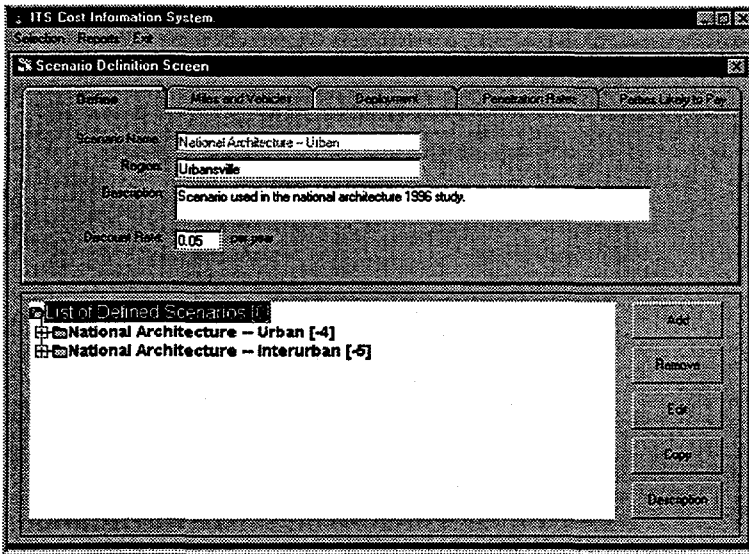 ITS Cost Information System
Selection Reports Exit
Scenario Definition Screen
Define Miles and Vehicles Deployment Penetration Rates Parties Likely to Pay
Scenario Name: National Architecture -- Urban
Region: Urbansville
Description: Scenario used in the national architecture 1996 study.
Discount Rate: 0.05 per year
List of Defined Scenarios
National Architecture -- Urban [-4]
National Architecture -- Interurban [-5]
Add
Remove
Edit
Copy
Description